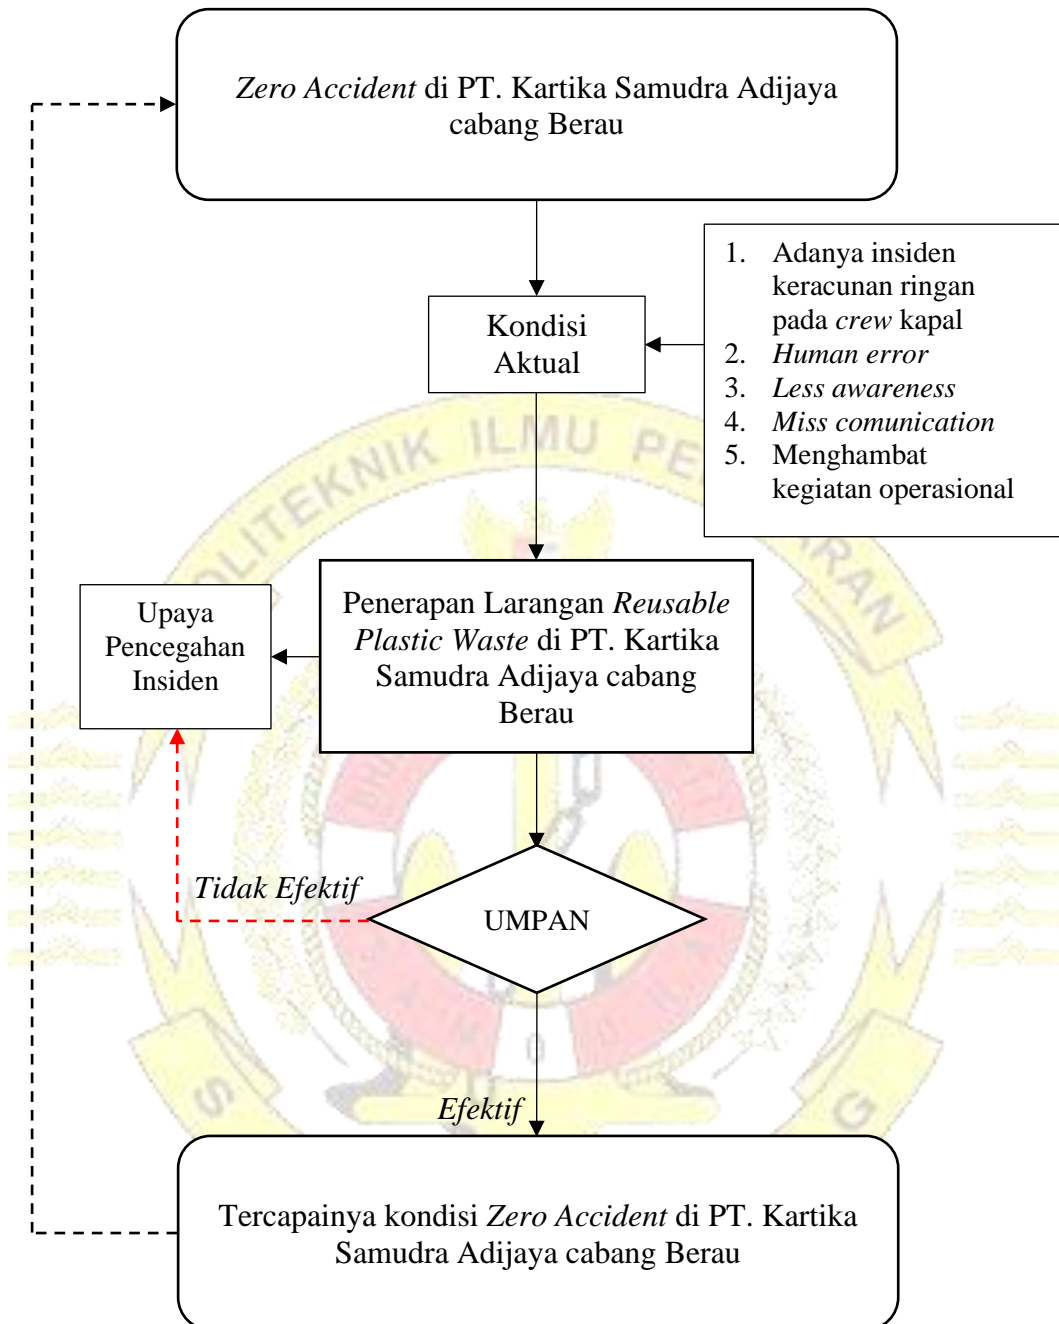 Zero Accident di PT. Kartika Samudra Adijaya
cabang Berau
1. Adanya insiden
keracunan ringan
pada crew kapal
2. Human error
3. Less awareness
4. Miss comunication
5. Menghambat
kegiatan operasional
Kondisi
Aktual
POLITEKNIK ILMU
Penerapan Larangan Reusable
Plastic Waste di PT. Kartika
Samudra Adijaya cabang
Berau
Upaya
Pencegahan
Insiden
Tidak Efektif
UMPAN
Efektif
Tercapainya kondisi Zero Accident di PT. Kartika
Samudra Adijaya cabang Berau